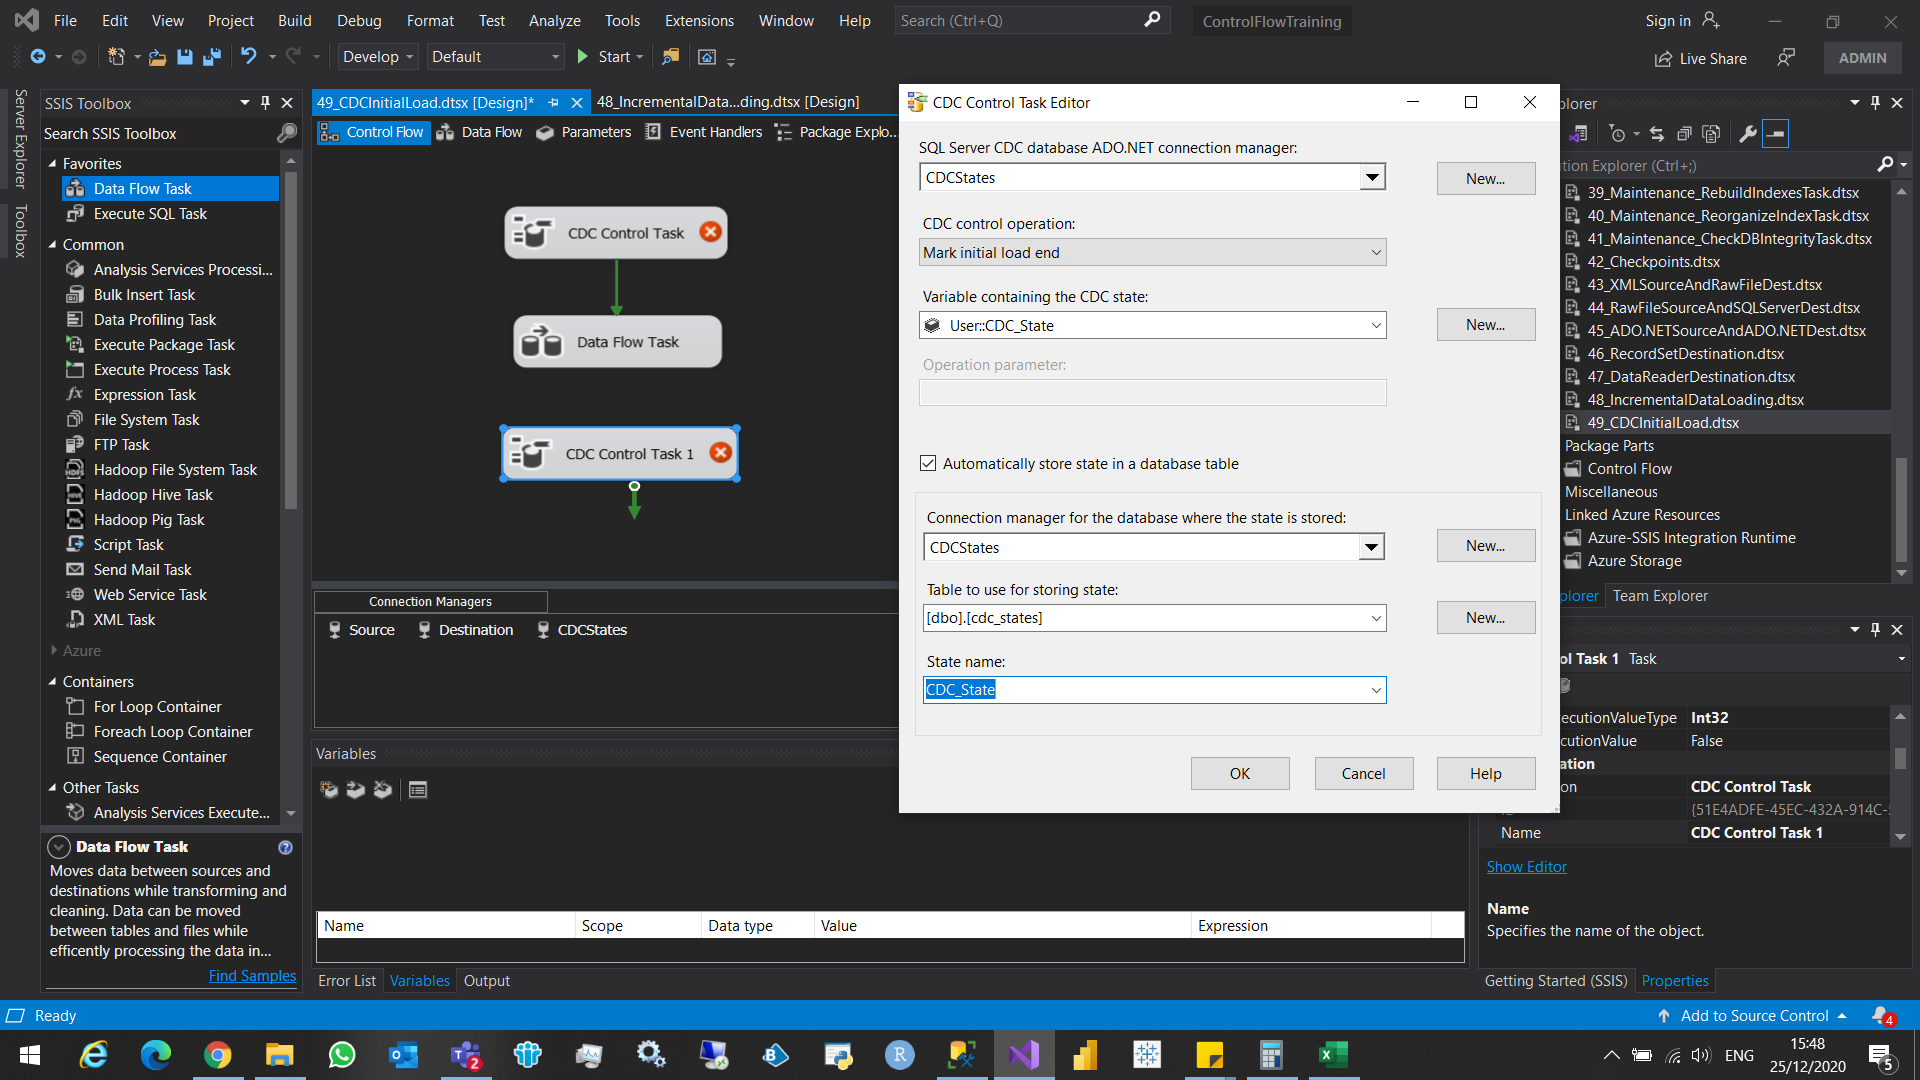 File Edit View Project Build Debug Format Test Analyze Tools Extensions Window Help Search (Ctrl+Q) ControlFlowTraining Sign in
Develop Default Start Live Share ADMIN
Server Explorer
Toolbox
SSIS Toolbox
Search SSIS Toolbox
Favorites
Data Flow Task
Execute SQL Task
Common
Analysis Services Processi...
Bulk Insert Task
Data Profiling Task
Execute Package Task
Execute Process Task
Expression Task
File System Task
FTP Task
Hadoop File System Task
Hadoop Hive Task
Hadoop Pig Task
Script Task
Send Mail Task
Web Service Task
XML Task
Azure
Containers
For Loop Container
Foreach Loop Container
Sequence Container
Other Tasks
Analysis Services Execute...
Data Flow Task
Moves data between sources and
destinations while transforming and
cleaning. Data can be moved
between tables and files while
efficently processing the data in...
Find Samples
49_CDCInitialLoad.dtsx [Design]* 48_IncrementalData...ding.dtsx [Design]
Control Flow Data Flow Parameters Event Handlers Package Explo...
CDC Control Task
Data Flow Task
CDC Control Task 1
Connection Managers
Source Destination CDCStates
Variables
Name Scope Data type Value Expression
Error List Variables Output
CDC Control Task Editor
SQL Server CDC database ADO.NET connection manager:
CDCStates New...
CDC control operation:
Mark initial load end
Variable containing the CDC state:
User::CDC_State New...
Operation parameter:
Automatically store state in a database table
Connection manager for the database where the state is stored:
CDCStates New...
Table to use for storing state:
[dbo].[cdc_states] New...
State name:
CDC_State
OK Cancel Help
plorer
tion Explorer (Ctrl+;)
39_Maintenance_RebuildIndexesTask.dtsx
40_Maintenance_ReorganizeIndexTask.dtsx
41_Maintenance_CheckDBIntegrityTask.dtsx
42_Checkpoints.dtsx
43_XMLSourceAndRawFileDest.dtsx
44_RawFileSourceAndSQLServerDest.dtsx
45_ADO.NETSourceAndADO.NETDest.dtsx
46_RecordSetDestination.dtsx
47_DataReaderDestination.dtsx
48_IncrementalDataLoading.dtsx
49_CDCInitialLoad.dtsx
Package Parts
Control Flow
Miscellaneous
Linked Azure Resources
Azure-SSIS Integration Runtime
Azure Storage
plorer Team Explorer
ol Task 1 Task
ecutionValueType Int32
cutionValue False
ation
on CDC Control Task
{51E4ADFE-45EC-432A-914C-
Name CDC Control Task 1
Show Editor
Name
Specifies the name of the object.
Getting Started (SSIS) Properties
Ready Add to Source Control 4
2 ENG 15:48
25/12/2020 5